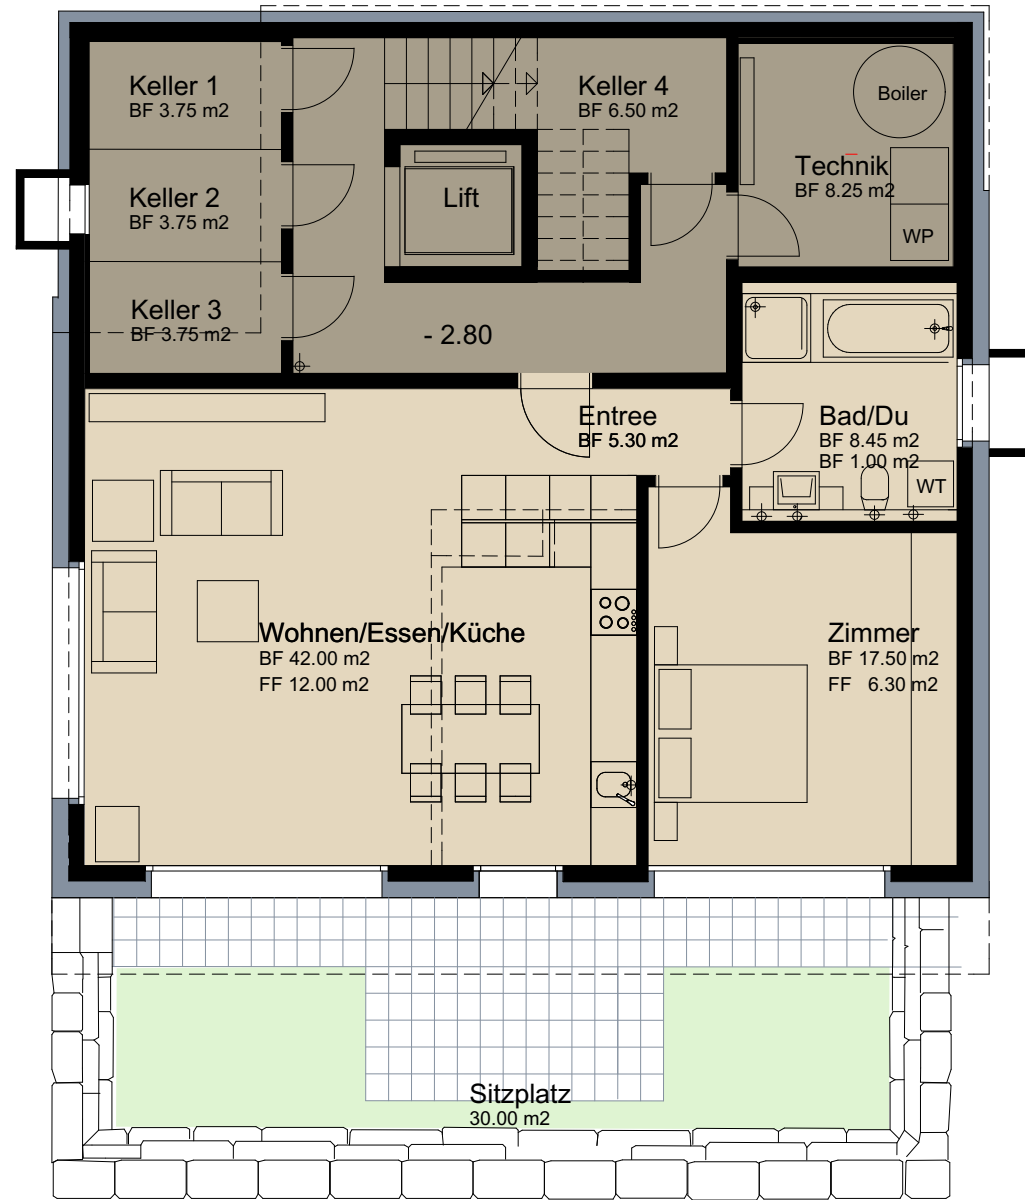 Keller 1
BF 3.75 m2
Keller 4
BF 6.50 m2
Boiler
Technik
BF 8.25 m2
Keller 2
BF 3.75 m2
Lift
WP
Keller 3
BF 3.75 m2
- 2.80
Entree
BF 5.30 m2
Bad/Du
BF 8.45 m2
BF 1.00 m2
WT
Wohnen/Essen/Küche
BF 42.00 m2
FF 12.00 m2
Zimmer
BF 17.50 m2
FF 6.30 m2
Sitzplatz
30.00 m2